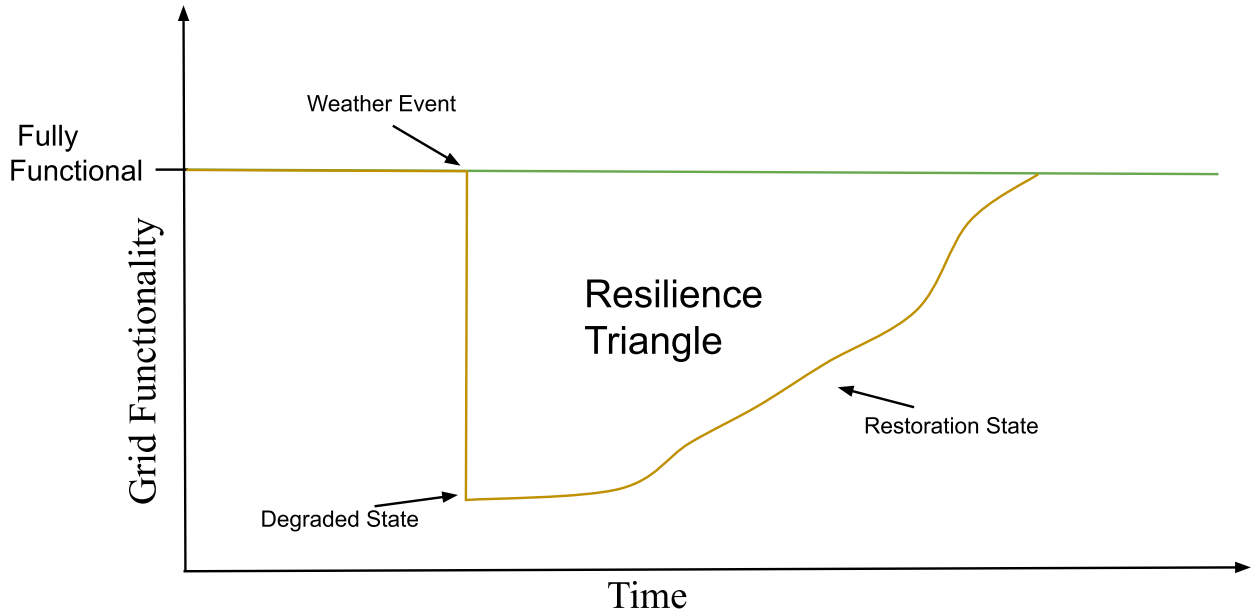 Weather Event
Fully
Functional
Grid Functionality
Resilience
Triangle
Restoration State
Degraded State
Time